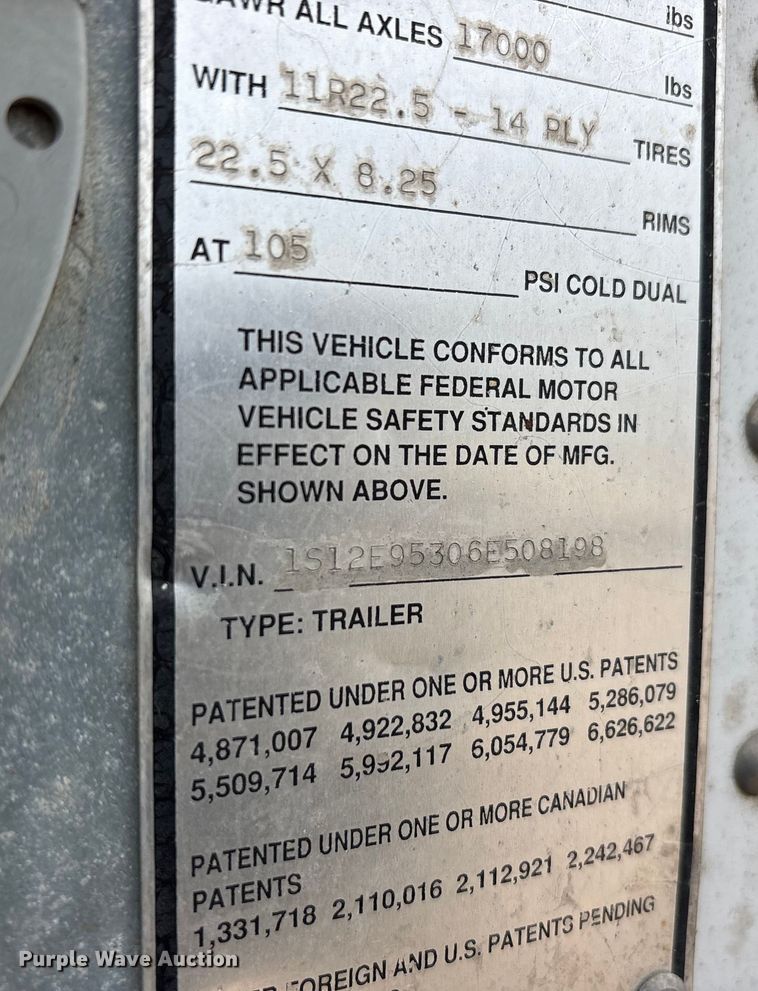 lbs
ALL AXLES 17000 lbs
WITH 11R22.5 - 14 PLY TIRES
22.5 X 8.25 RIMS
AT 105 PSI COLD DUAL
THIS VEHICLE CONFORMS TO ALL
APPLICABLE FEDERAL MOTOR
VEHICLE SAFETY STANDARDS IN
EFFECT ON THE DATE OF MFG.
SHOWN ABOVE.
V.I.N. 1S12E95306E508198
TYPE: TRAILER
PATENTED UNDER ONE OR MORE U.S. PATENTS
4,871,007 4,922,832 4,955,144 5,286,079
5,509,714 5,992,117 6,054,779 6,626,622
PATENTED UNDER ONE OR MORE CANADIAN
PATENTS
1,331,718 2,110,016 2,112,921 2,242,467
FOREIGN AND U.S. PATENTS PENDING
Purple Wave Auction